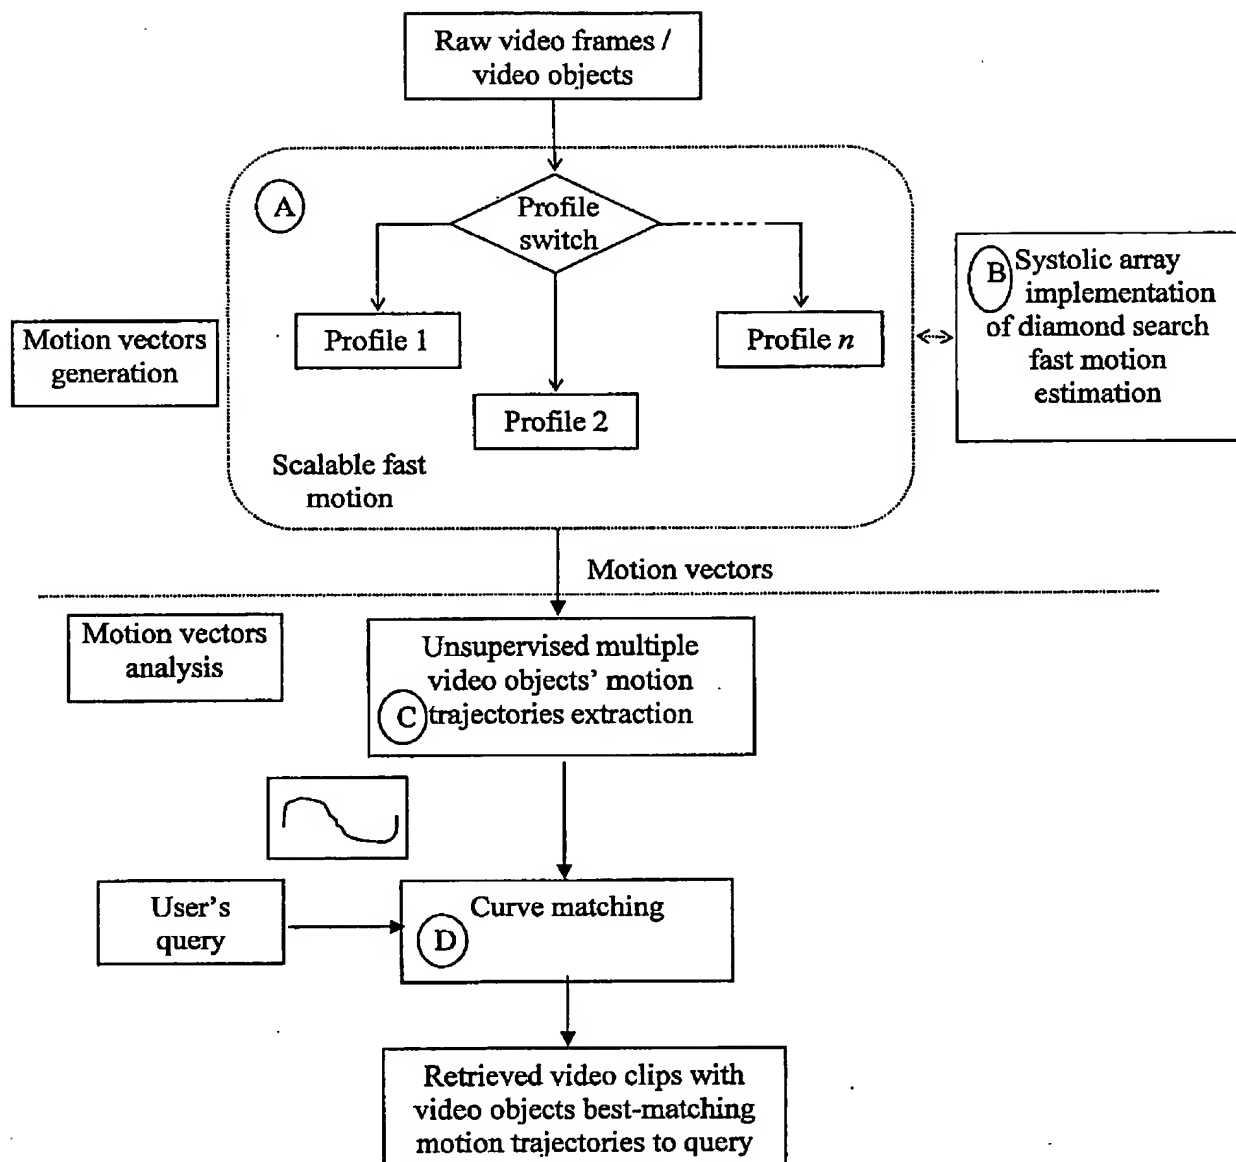 Raw video frames /
video objects
A
Profile
switch
B
Systolic array
implementation
of diamond search
fast motion
estimation
Motion vectors
generation
Profile 1
Profile n
Profile 2
Scalable fast
motion
Motion vectors
Motion vectors
analysis
Unsupervised multiple
video objects’ motion
trajectories extraction
C
User’s
query
Curve matching
D
Retrieved video clips with
video objects best-matching
motion trajectories to query